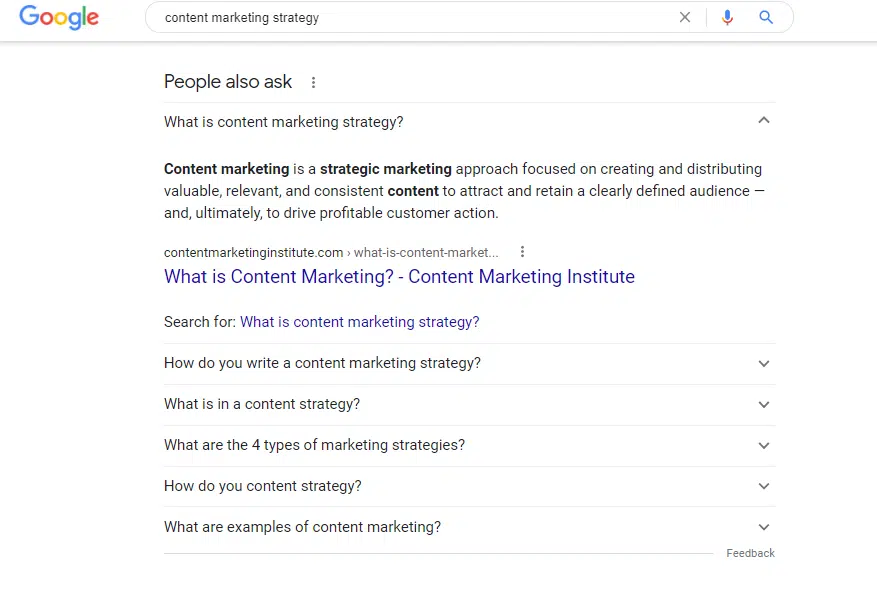 Google
content marketing strategy
People also ask
What is content marketing strategy?
Content marketing is a strategic marketing approach focused on creating and distributing
valuable, relevant, and consistent content to attract and retain a clearly defined audience —
and, ultimately, to drive profitable customer action.
contentmarketinginstitute.com › what-is-content-market...
What is Content Marketing? - Content Marketing Institute
Search for: What is content marketing strategy?
How do you write a content marketing strategy?
What is in a content strategy?
What are the 4 types of marketing strategies?
How do you content strategy?
What are examples of content marketing?
Feedback